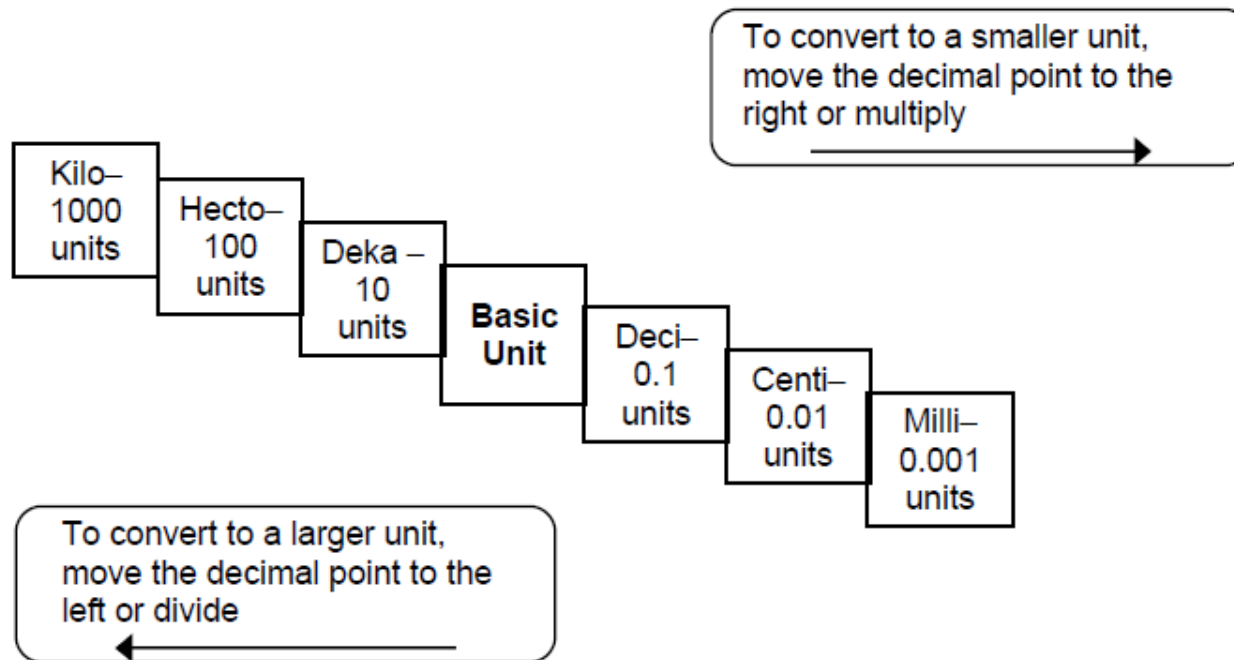 To convert to a smaller unit,
move the decimal point to the
right or multiply
Kilo–
1000
units
Hecto–
100
units
Deka –
10
units
Basic
Unit
Deci–
0.1
units
Centi–
0.01
units
Milli–
0.001
units
To convert to a larger unit,
move the decimal point to the
left or divide